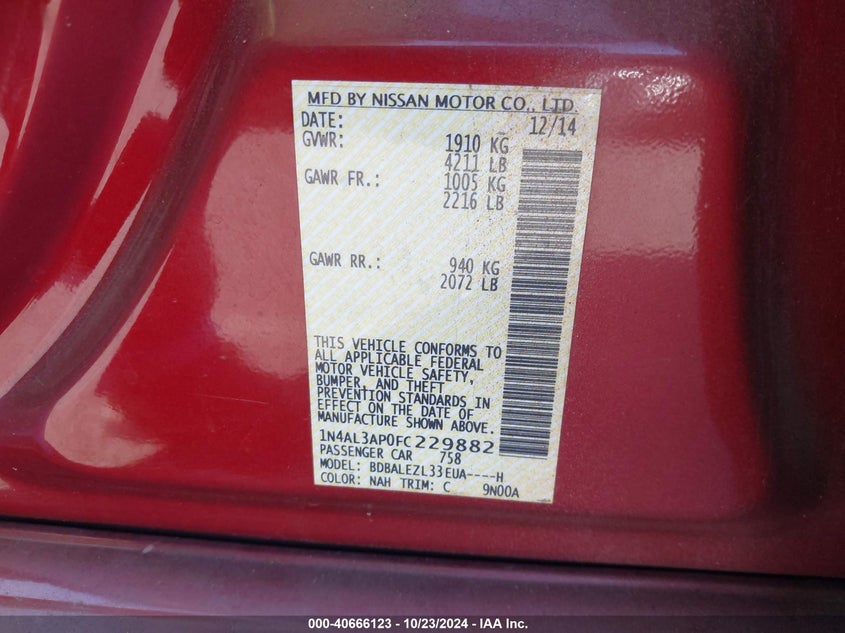 MFD BY NISSAN MOTOR CO., LTD.
DATE: 12/14
GVWR: 1910 KG
4211 LB
GAWR FR.: 1005 KG
2216 LB
GAWR RR.: 940 KG
2072 LB
THIS VEHICLE CONFORMS TO
ALL APPLICABLE FEDERAL
MOTOR VEHICLE SAFETY,
BUMPER, AND THEFT
PREVENTION STANDARDS IN
EFFECT ON THE DATE OF
MANUFACTURE SHOWN ABOVE.
1N4AL3AP0FC229882
PASSENGER CAR 758
MODEL: BDBALEZL33EUA----H
COLOR: NAH TRIM: C 9N00A
000-40666123 - 10/23/2024 - IAA Inc.